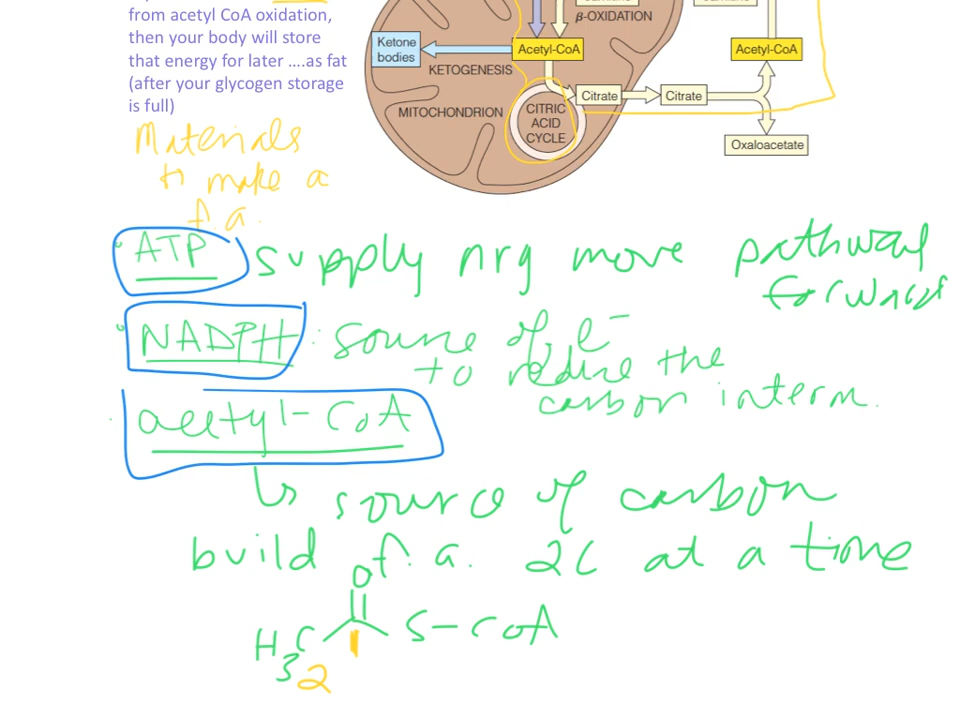 from acetyl CoA oxidation,
then your body will store
that energy for later ....as fat
(after your glycogen storage
is full)
β-OXIDATION
Ketone
bodies
Acetyl-CoA
Acetyl-CoA
KETOGENESIS
MITOCHONDRION
CITRIC
ACID
CYCLE
Citrate
Citrate
Oxaloacetate
Materials
to make a
f.a.
ATP supply nrg move pathway
forward
NADPH: source of e⁻
to reduce the
carbon interm.
acetyl-CoA
↳ source of carbon
build f.a. 2C at a time
O
H₃C S-CoA
1
2